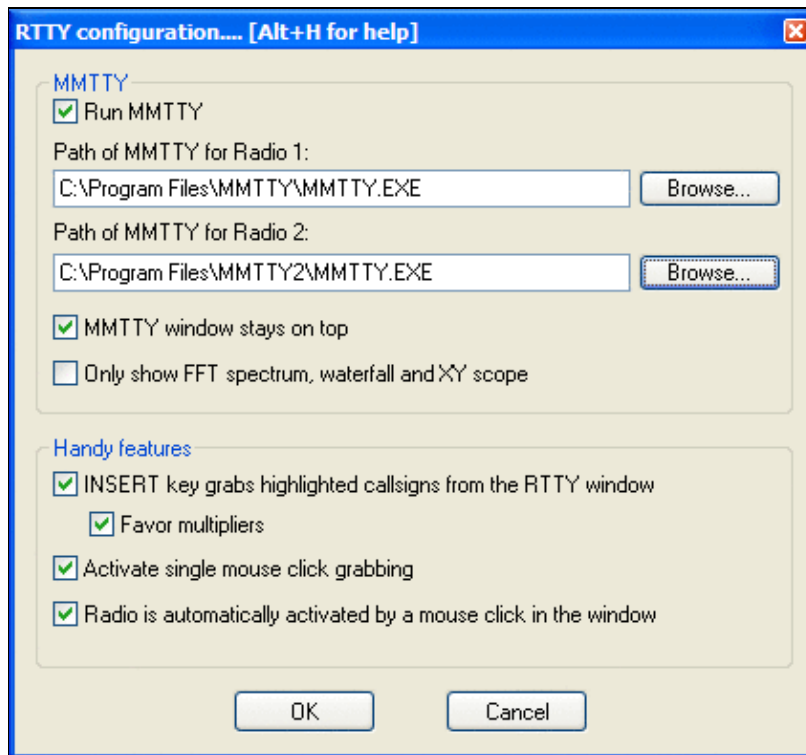 RTTY configuration.... [Alt+H for help]
MMTTY
Run MMTTY
Path of MMTTY for Radio 1:
C:\Program Files\MMTTY\MMTTY.EXE
Browse...
Path of MMTTY for Radio 2:
C:\Program Files\MMTTY2\MMTTY.EXE
Browse...
MMTTY window stays on top
Only show FFT spectrum, waterfall and XY scope
Handy features
INSERT key grabs highlighted callsigns from the RTTY window
Favor multipliers
Activate single mouse click grabbing
Radio is automatically activated by a mouse click in the window
OK
Cancel